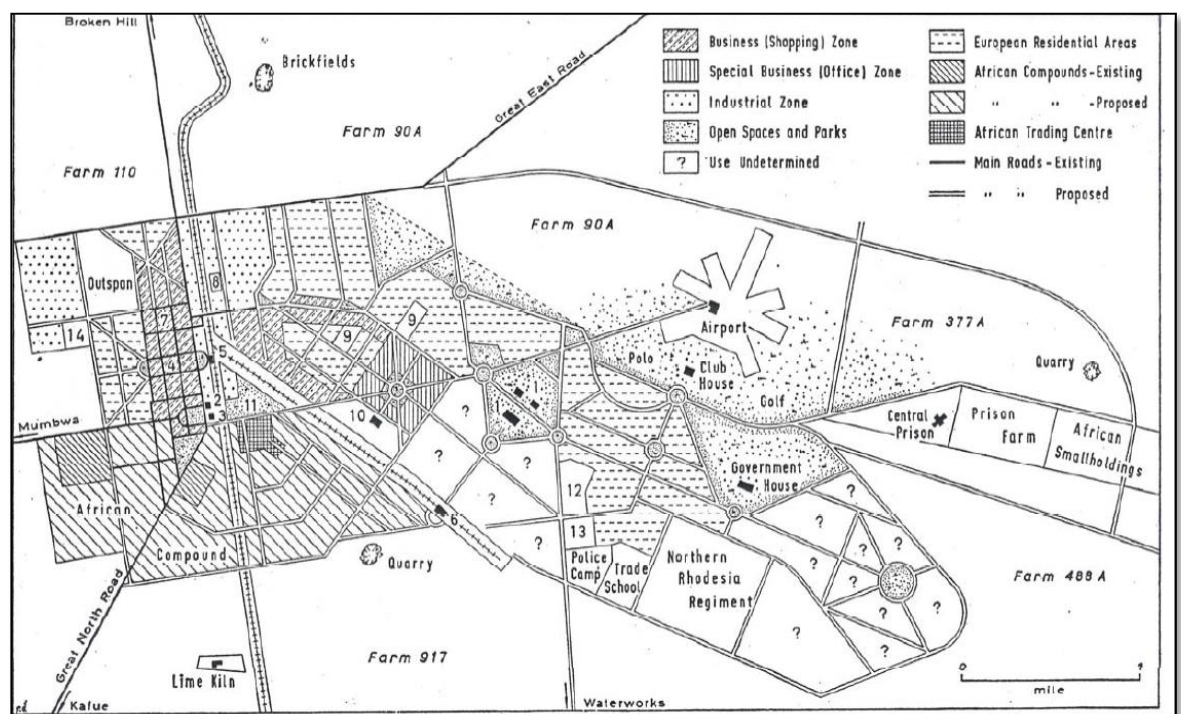 Broken Hill
Brickfields
Great East Road
Farm 90A
Farm 110
Business (Shopping) Zone
Special Business (Office) Zone
Industrial Zone
Open Spaces and Parks
? Use Undetermined
European Residential Areas
African Compounds-Existing
" " -Proposed
African Trading Centre
Main Roads-Existing
" " Proposed
Farm 90A
Outspan
8
7
14
9
9
5
4
2
3
11
10
1
1
Airport
Polo
Club
House
Golf
Farm 377A
Quarry
Mumbwa
Central
Prison
Prison
Farm
African
Smallholdings
Government
House
?
?
?
?
?
?
12
13
6
African
Compound
Quarry
Police
Camp
Trade
School
Northern
Rhodesia
Regiment
?
?
?
?
?
?
?
?
?
Farm 488A
Great North Road
Farm 917
Lime Kiln
Kafue
Waterworks
0 1
mile